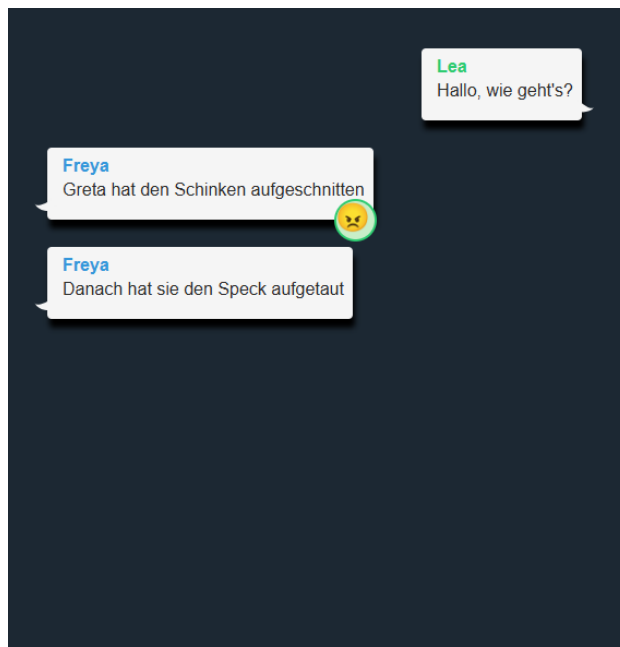 Lea
Hallo, wie geht's?
Freya
Greta hat den Schinken aufgeschnitten
Freya
Danach hat sie den Speck aufgetaut